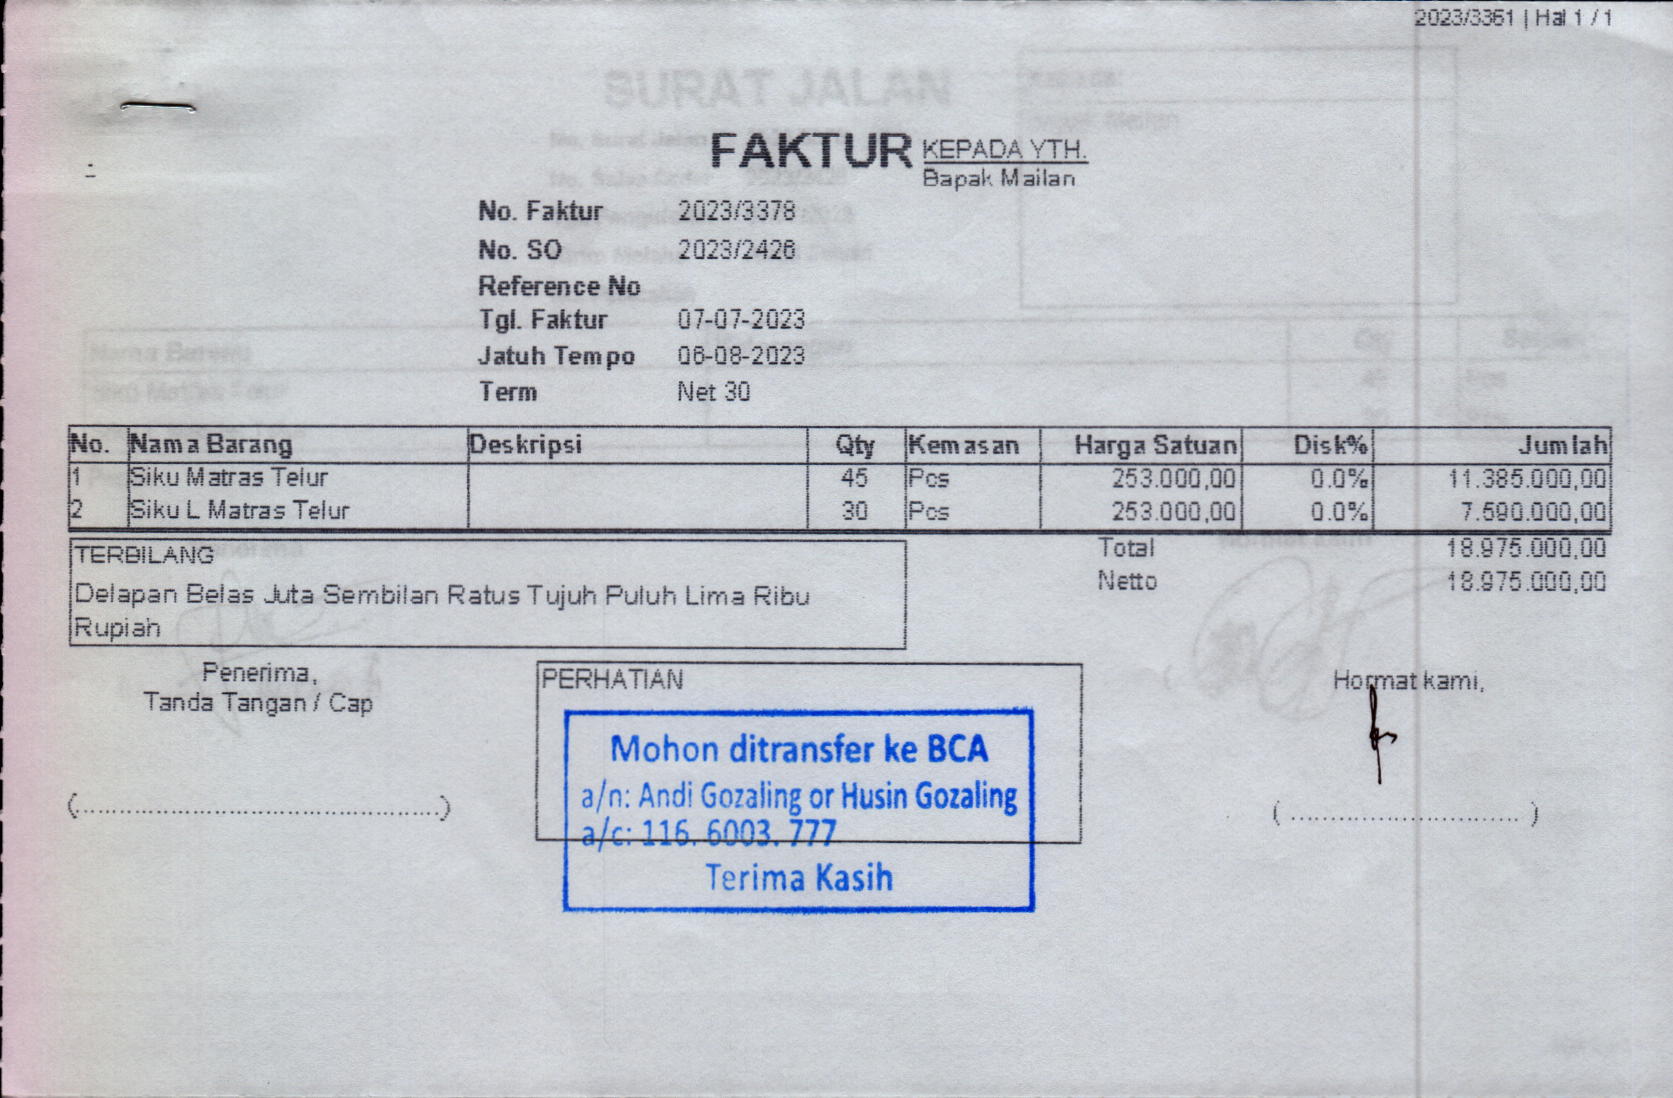 2023/3361 | Hal 1 / 1
FAKTUR
KEPADA YTH.
Bapak Mailan
No. Faktur 2023/3378
No. SO 2023/2426
Reference No
Tgl. Faktur 07-07-2023
Jatuh Tempo 06-08-2023
Term Net 30
No. Nama Barang Deskripsi Qty Kemasan Harga Satuan Disk% Jumlah
1 Siku Matras Telur 45 Pcs 253.000,00 0.0% 11.385.000,00
2 Siku L Matras Telur 30 Pcs 253.000,00 0.0% 7.590.000,00
Total 18.975.000,00
Netto 18.975.000,00
TERBILANG
Delapan Belas Juta Sembilan Ratus Tujuh Puluh Lima Ribu
Rupiah
Penerima,
Tanda Tangan / Cap
(..............................................)
PERHATIAN
Mohon ditransfer ke BCA
a/n: Andi Gozaling or Husin Gozaling
a/c: 116. 6003. 777
Terima Kasih
Hormat kami,
( ............................. )
SURAT JALAN